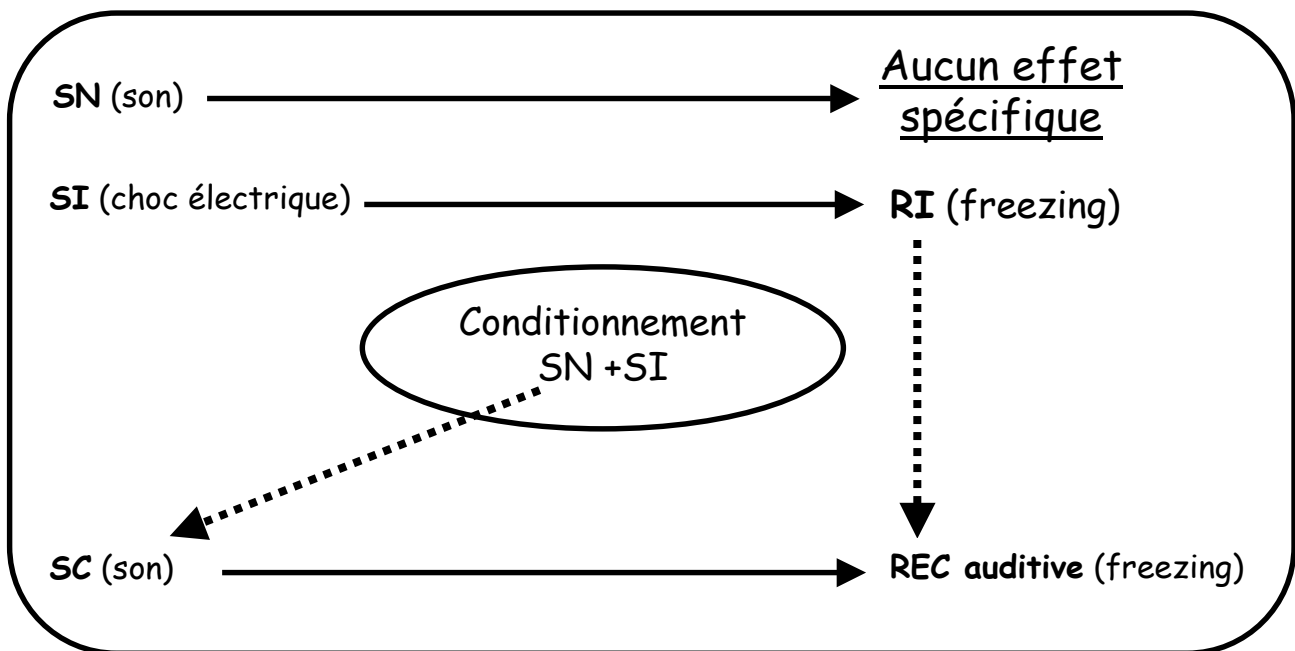 SN (son)
Aucun effet
spécifique
SI (choc électrique)
RI (freezing)
Conditionnement
SN +SI
SC (son)
REC auditive (freezing)